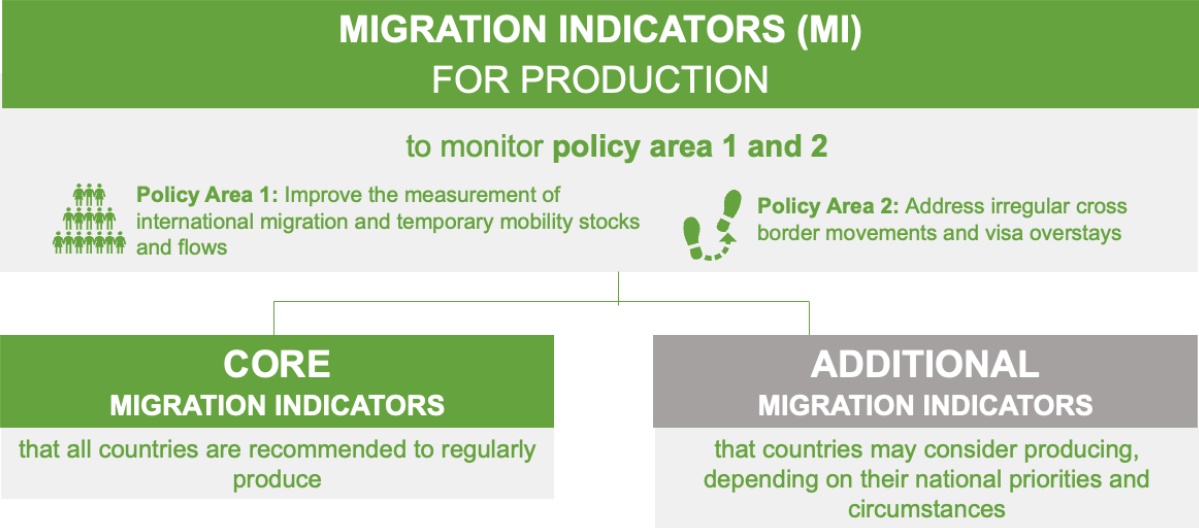 MIGRATION INDICATORS (MI)
FOR PRODUCTION
to monitor policy area 1 and 2
Policy Area 1: Improve the measurement of
international migration and temporary mobility stocks
and flows
Policy Area 2: Address irregular cross
border movements and visa overstays
CORE
MIGRATION INDICATORS
that all countries are recommended to regularly
produce
ADDITIONAL
MIGRATION INDICATORS
that countries may consider producing,
depending on their national priorities and
circumstances